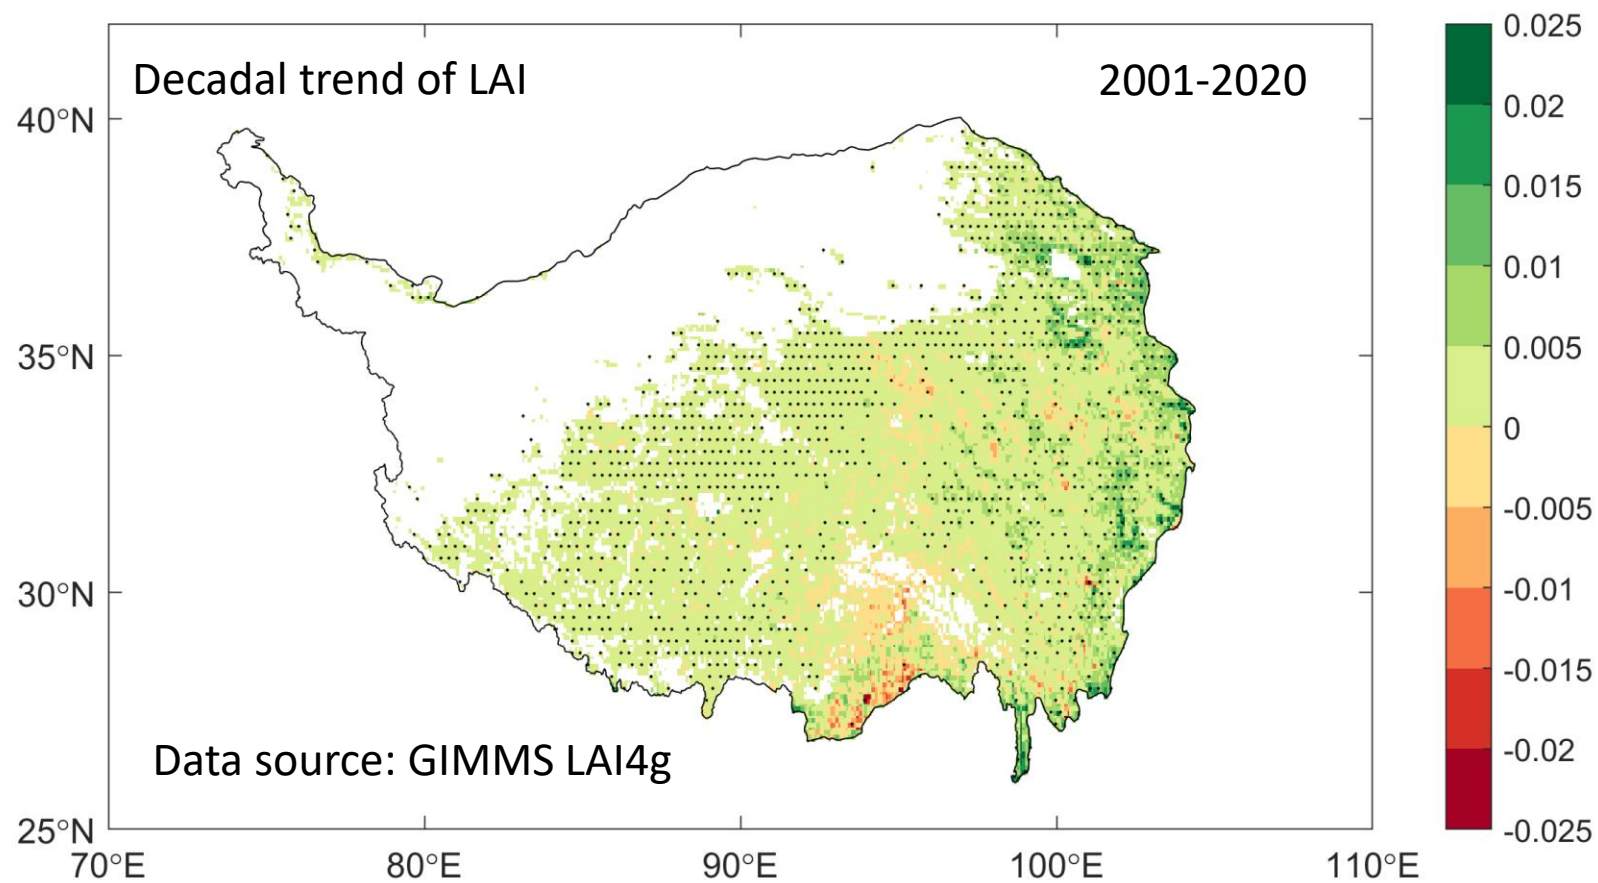 Decadal trend of LAI
2001-2020
40°N
35°N
30°N
25°N
70°E
80°E
90°E
100°E
110°E
Data source: GIMMS LAI4g
0.025
0.02
0.015
0.01
0.005
0
-0.005
-0.01
-0.015
-0.02
-0.025